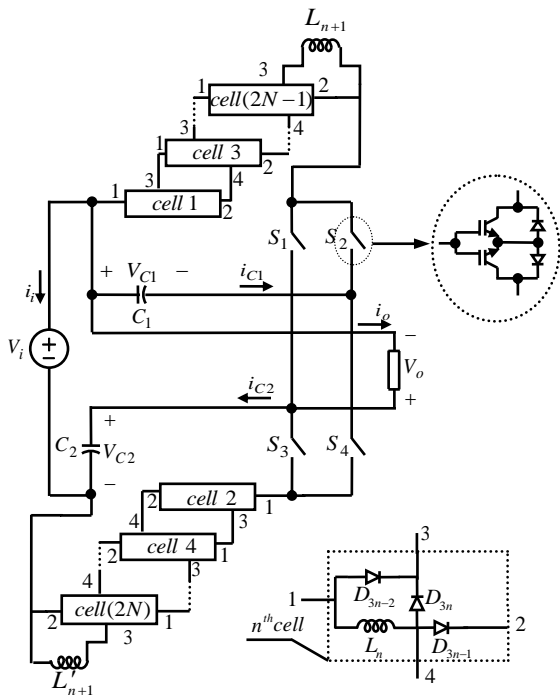 L_{n+1}
3
1 cell(2N−1) 2
3 4
1 cell 3 2
3 4
1 cell 1 2
S_1 S_2
+ V_{C1} −
i_{C1}
C_1
i_i
i_o
−
V_i + −
V_o
i_{C2}
+
+
C_2 V_{C2}
S_3 S_4
−
2 cell 2 1
4 3
2 cell 4 1
4 3
2 cell(2N) 1
3
L'_{n+1}
3
D_{3n-2}
D_{3n}
1
2
n^{th} cell
L_n
D_{3n-1}
4